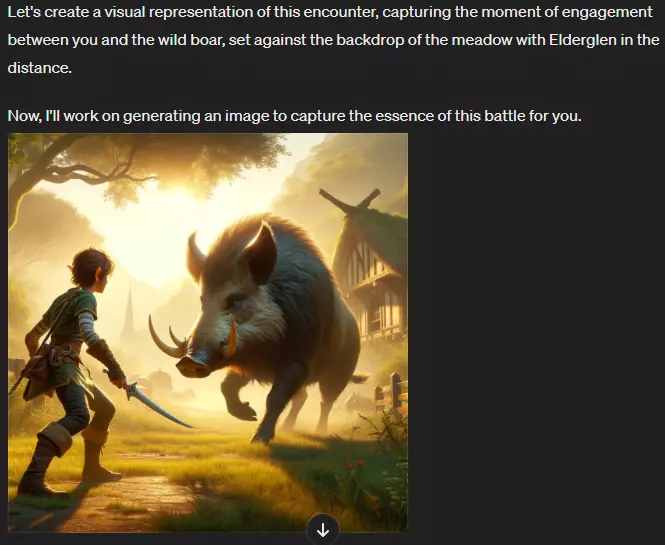 Let's create a visual representation of this encounter, capturing the moment of engagement
between you and the wild boar, set against the backdrop of the meadow with Elderglen in the
distance.
Now, I'll work on generating an image to capture the essence of this battle for you.